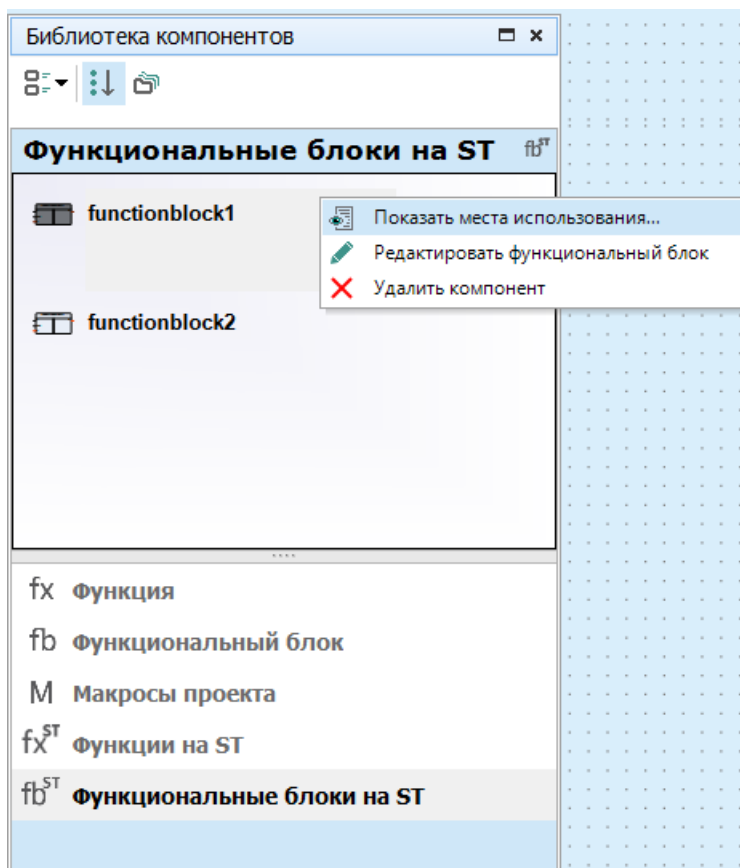 Библиотека компонентов
Функциональные блоки на ST fb ST
functionblock1
Показать места использования...
Редактировать функциональный блок
Удалить компонент
functionblock2
fx Функция
fb Функциональный блок
M Макросы проекта
fx ST Функции на ST
fb ST Функциональные блоки на ST